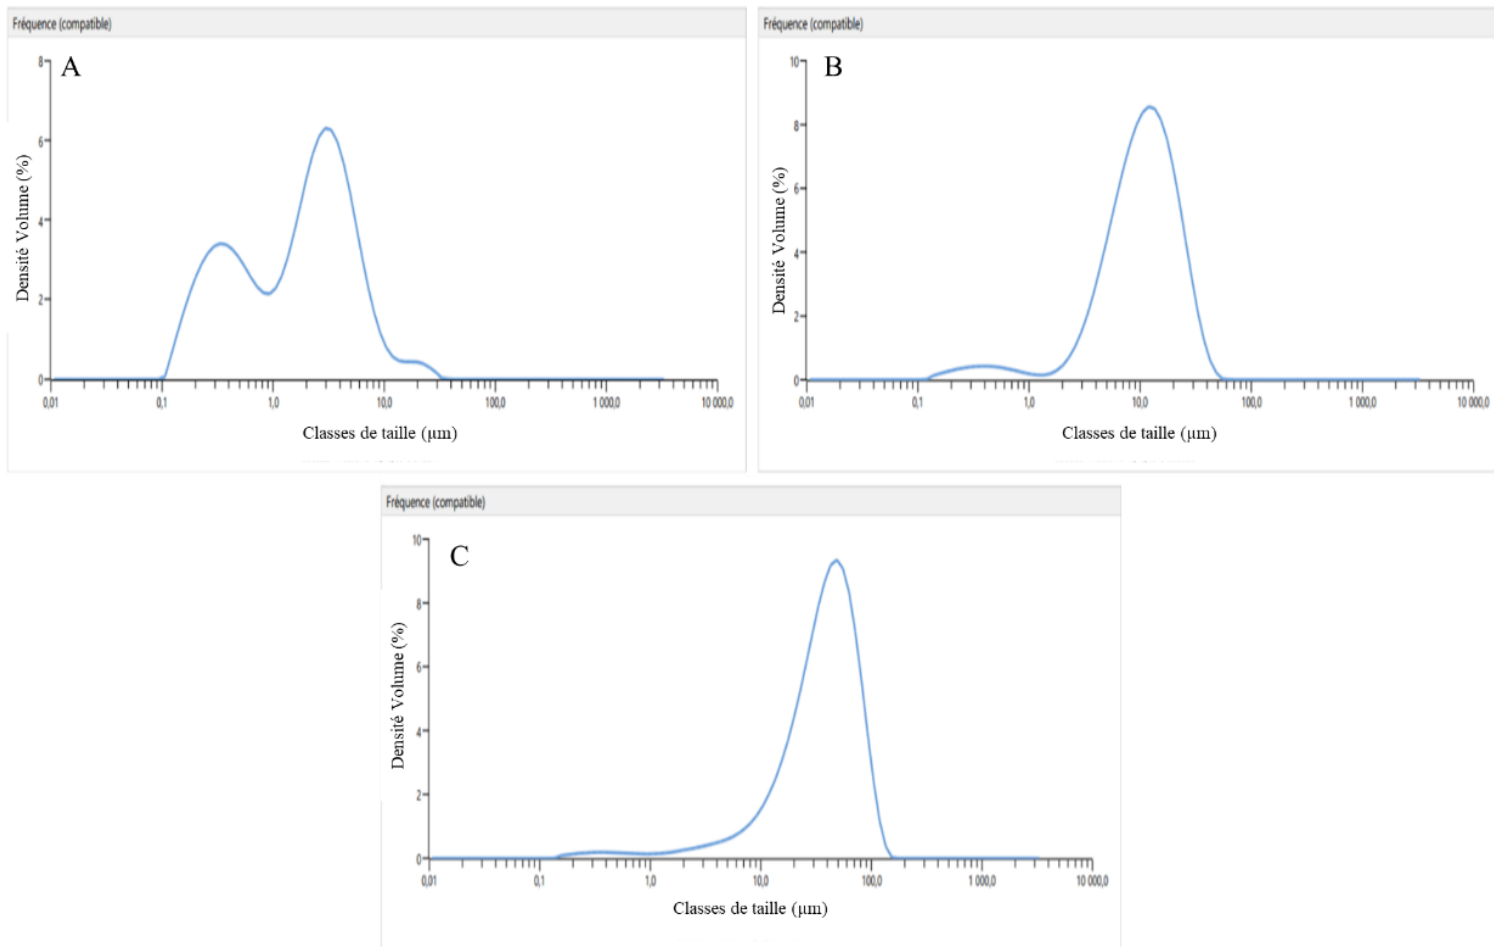 Fréquence (compatible)
A
Densité Volume (%)
8
6
4
2
0
0,01 0,1 1,0 10,0 100,0 1 000,0 10 000,0
Classes de taille (µm)
Fréquence (compatible)
B
Densité Volume (%)
10
8
6
4
2
0
0,01 0,1 1,0 10,0 100,0 1 000,0 10 000,0
Classes de taille (µm)
Fréquence (compatible)
C
Densité Volume (%)
10
8
6
4
2
0
0,01 0,1 1,0 10,0 100,0 1 000,0 10 000,0
Classes de taille (µm)